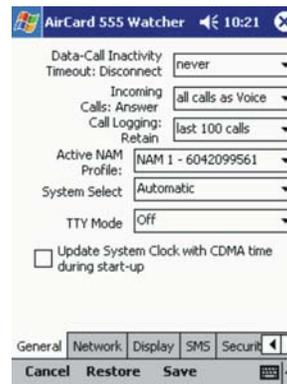 AirCard 555 Watcher 10:21
Data-Call Inactivity
Timeout: Disconnect
never
Incoming
Calls: Answer
all calls as Voice
Call Logging:
Retain
last 100 calls
Active NAM
Profile:
NAM 1 - 6042099561
System Select
Automatic
TTY Mode
Off
Update System Clock with CDMA time
during start-up
General Network Display SMS Securit
Cancel Restore Save